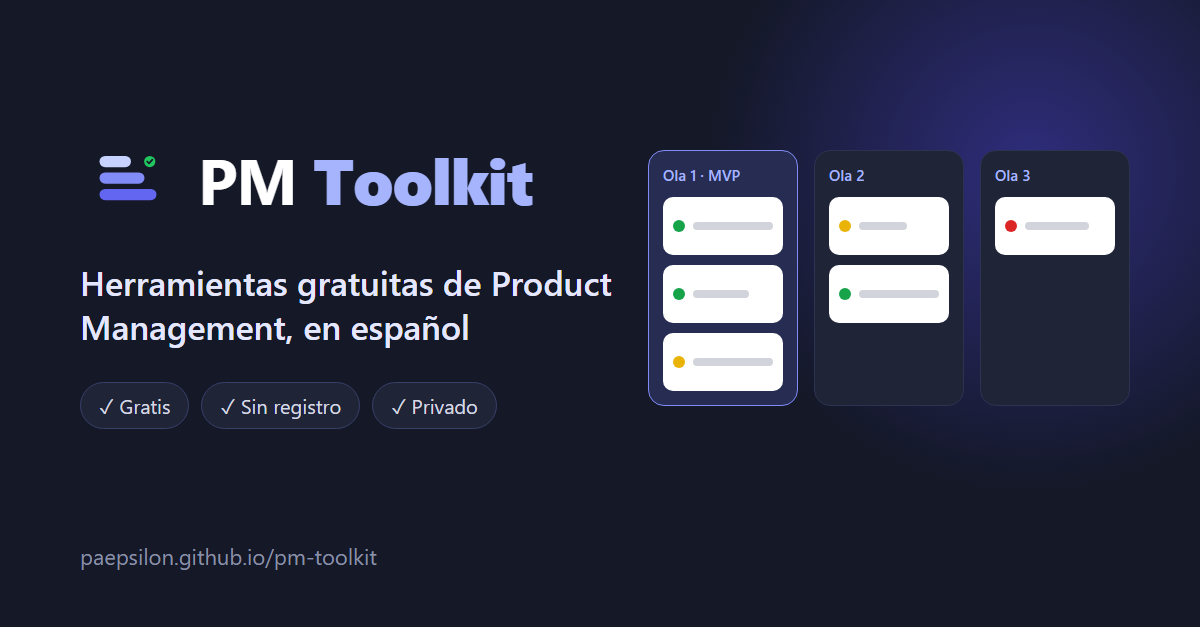 PM Toolkit
Herramientas gratuitas de Product
Management, en español
✓ Gratis
✓ Sin registro
✓ Privado
paepsilon.github.io/pm-toolkit
Ola 1 · MVP
Ola 2
Ola 3